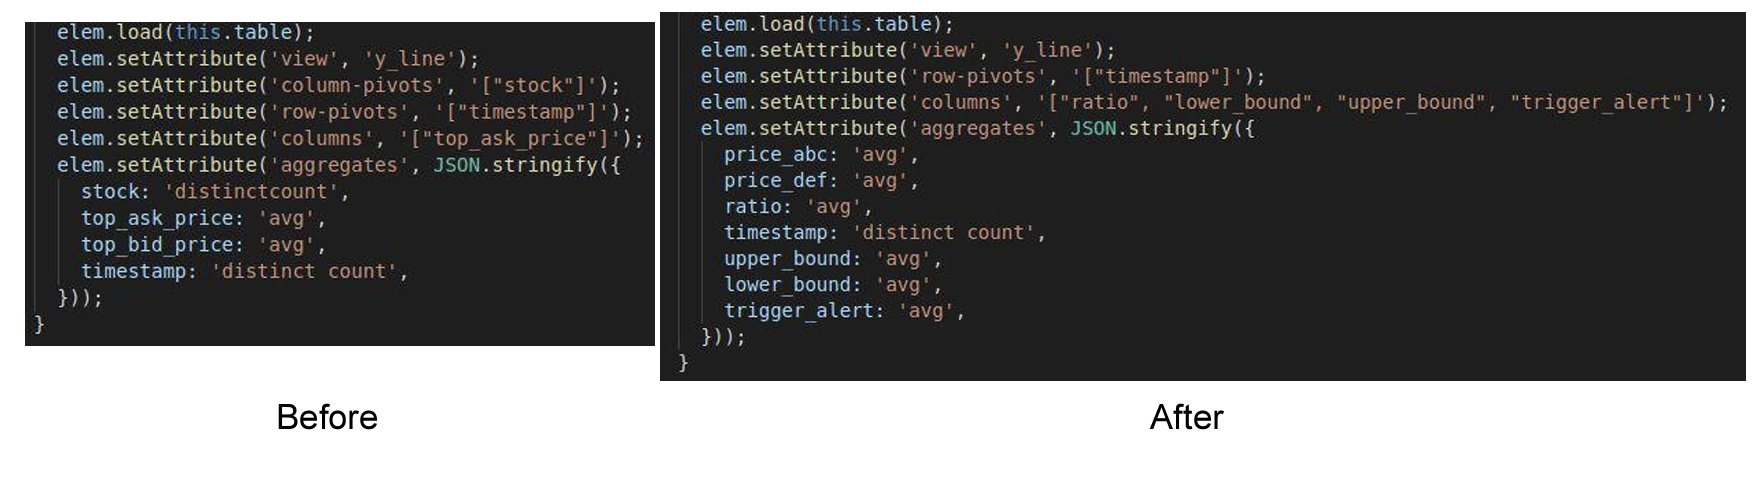 elem.load(this.table);
elem.setAttribute('view', 'y_line');
elem.setAttribute('column-pivots', '["stock"]');
elem.setAttribute('row-pivots', '["timestamp"]');
elem.setAttribute('columns', '["top_ask_price"]');
elem.setAttribute('aggregates', JSON.stringify({
stock: 'distinctcount',
top_ask_price: 'avg',
top_bid_price: 'avg',
timestamp: 'distinct count',
}));
}
Before
elem.load(this.table);
elem.setAttribute('view', 'y_line');
elem.setAttribute('row-pivots', '["timestamp"]');
elem.setAttribute('columns', '["ratio", "lower_bound", "upper_bound", "trigger_alert"]');
elem.setAttribute('aggregates', JSON.stringify({
price_abc: 'avg',
price_def: 'avg',
ratio: 'avg',
timestamp: 'distinct count',
upper_bound: 'avg',
lower_bound: 'avg',
trigger_alert: 'avg',
}));
}
After